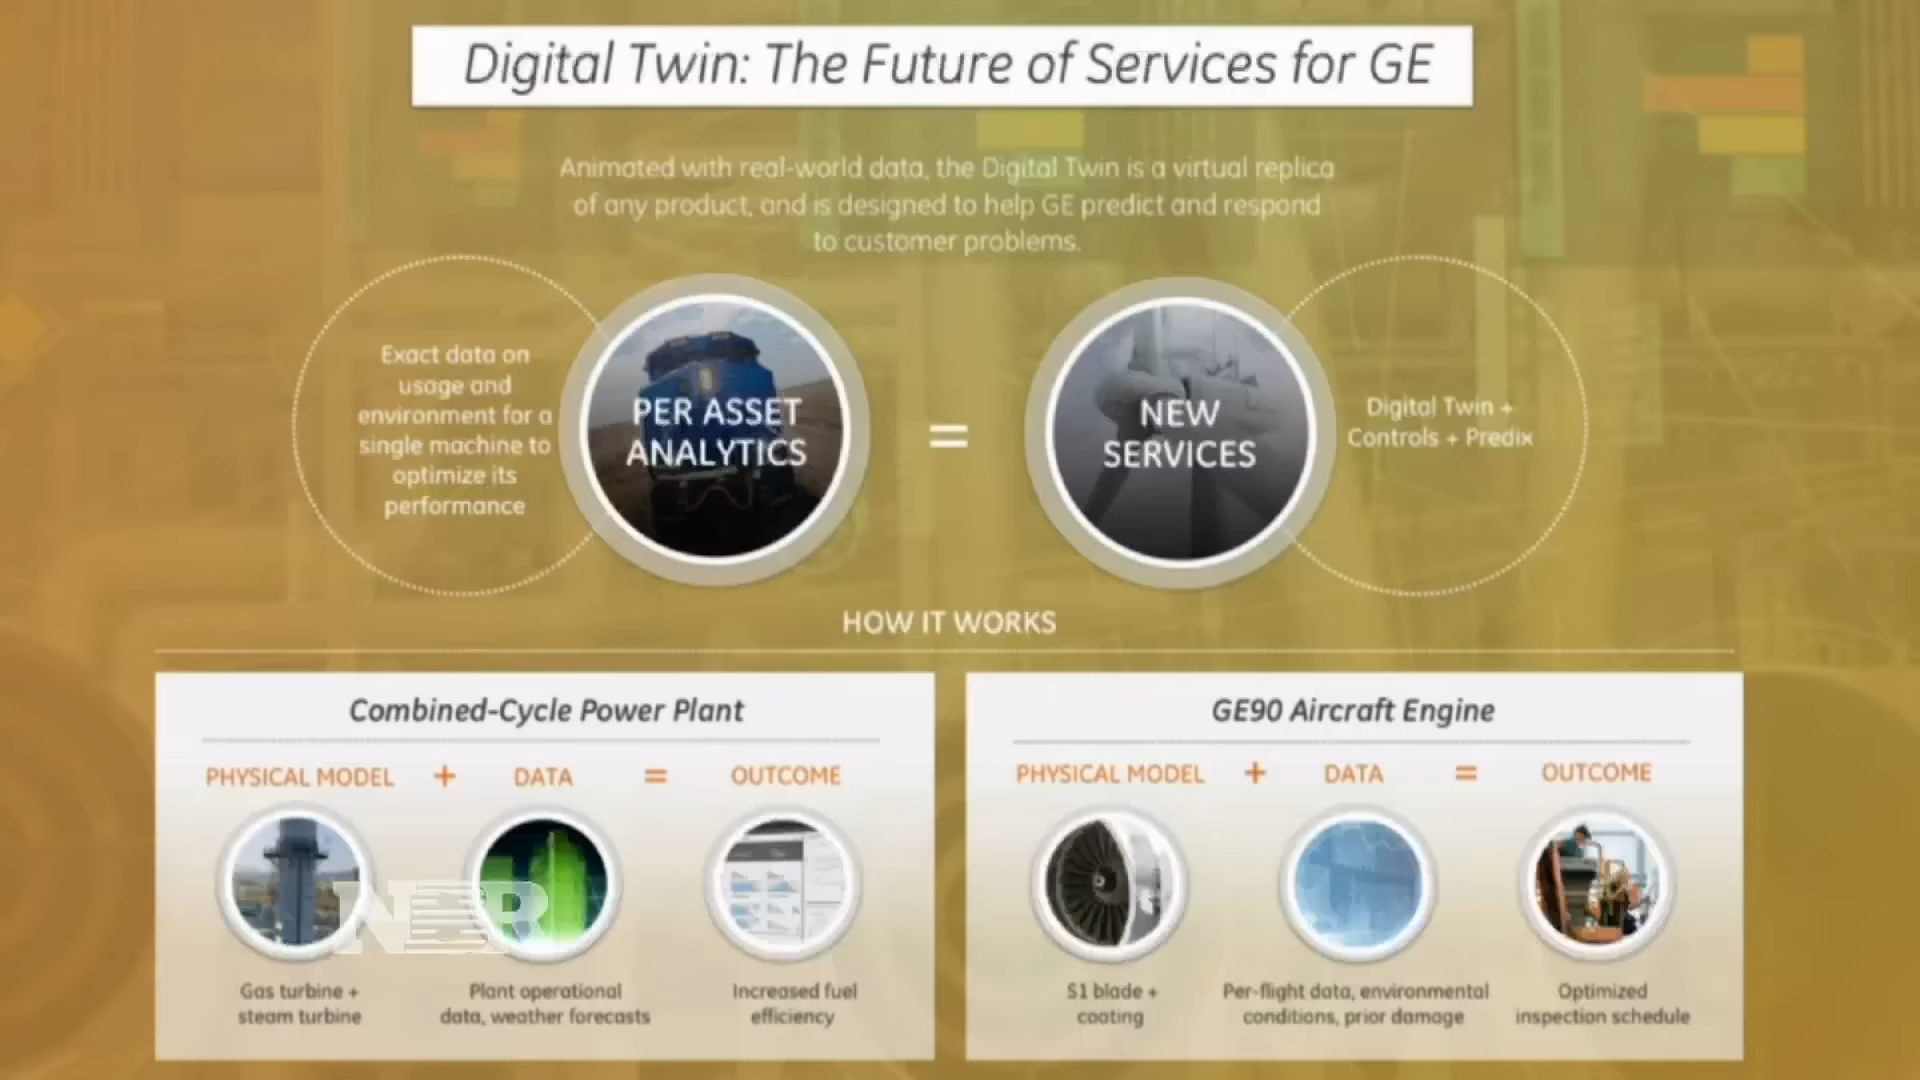 Digital Twin: The Future of Services for GE
Animated with real-world data, the Digital Twin is a virtual replica
of any product, and is designed to help GE predict and respond
to customer problems.
Exact data on
usage and
environment for a
single machine to
optimize its
performance
PER ASSET
ANALYTICS
=
NEW
SERVICES
Digital Twin +
Controls + Predix
HOW IT WORKS
Combined-Cycle Power Plant
PHYSICAL MODEL + DATA = OUTCOME
NBR
Gas turbine +
steam turbine
Plant operational
data, weather forecasts
Increased fuel
efficiency
GE90 Aircraft Engine
PHYSICAL MODEL + DATA = OUTCOME
S1 blade +
coating
Per-flight data, environmental
conditions, prior damage
Optimized
inspection schedule